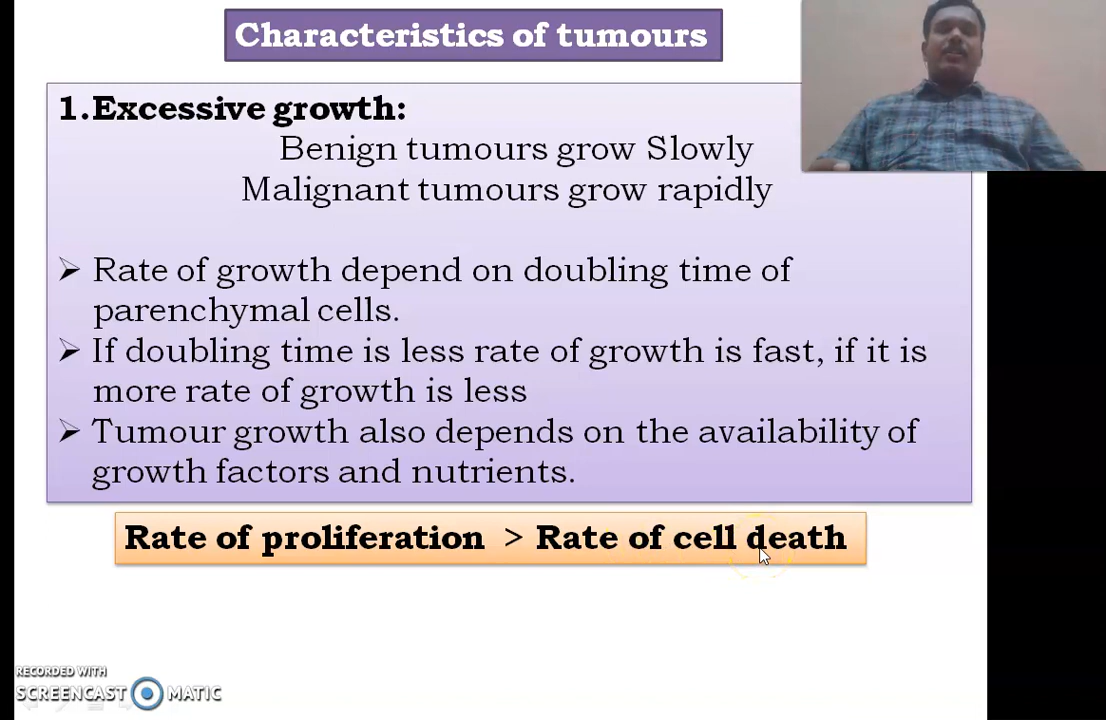 Characteristics of tumours
1.Excessive growth:
Benign tumours grow Slowly
Malignant tumours grow rapidly
➢ Rate of growth depend on doubling time of
parenchymal cells.
➢ If doubling time is less rate of growth is fast, if it is
more rate of growth is less
➢ Tumour growth also depends on the availability of
growth factors and nutrients.
Rate of proliferation > Rate of cell death
RECORDED WITH
SCREENCAST MATIC